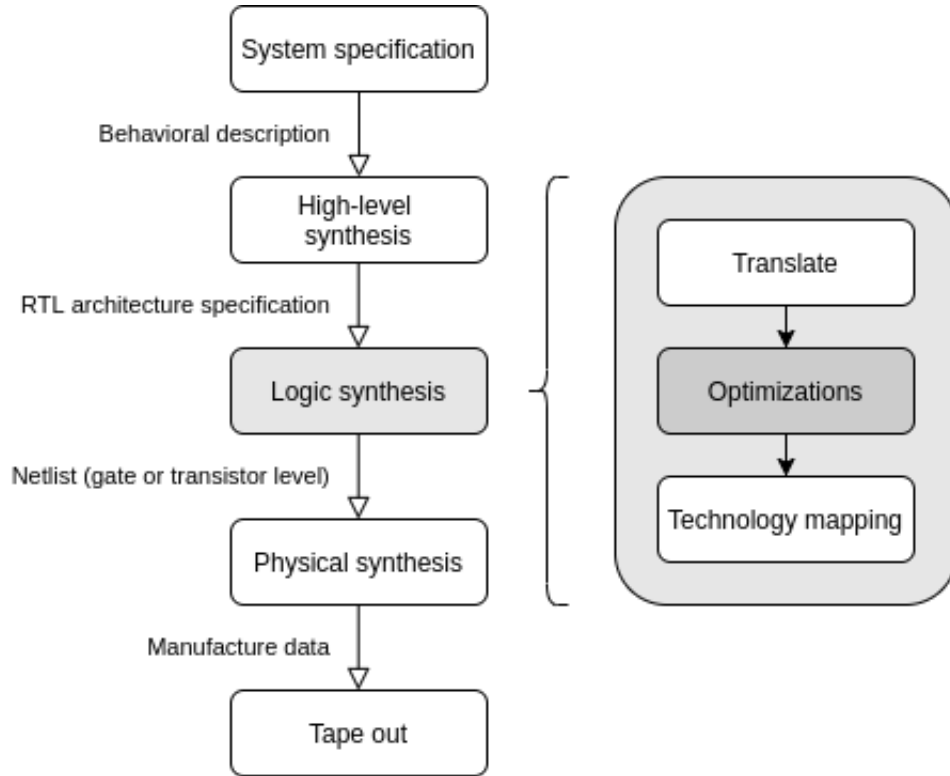 System specification
Behavioral description
High-level
synthesis
RTL architecture specification
Logic synthesis
Netlist (gate or transistor level)
Physical synthesis
Manufacture data
Tape out
Translate
Optimizations
Technology mapping